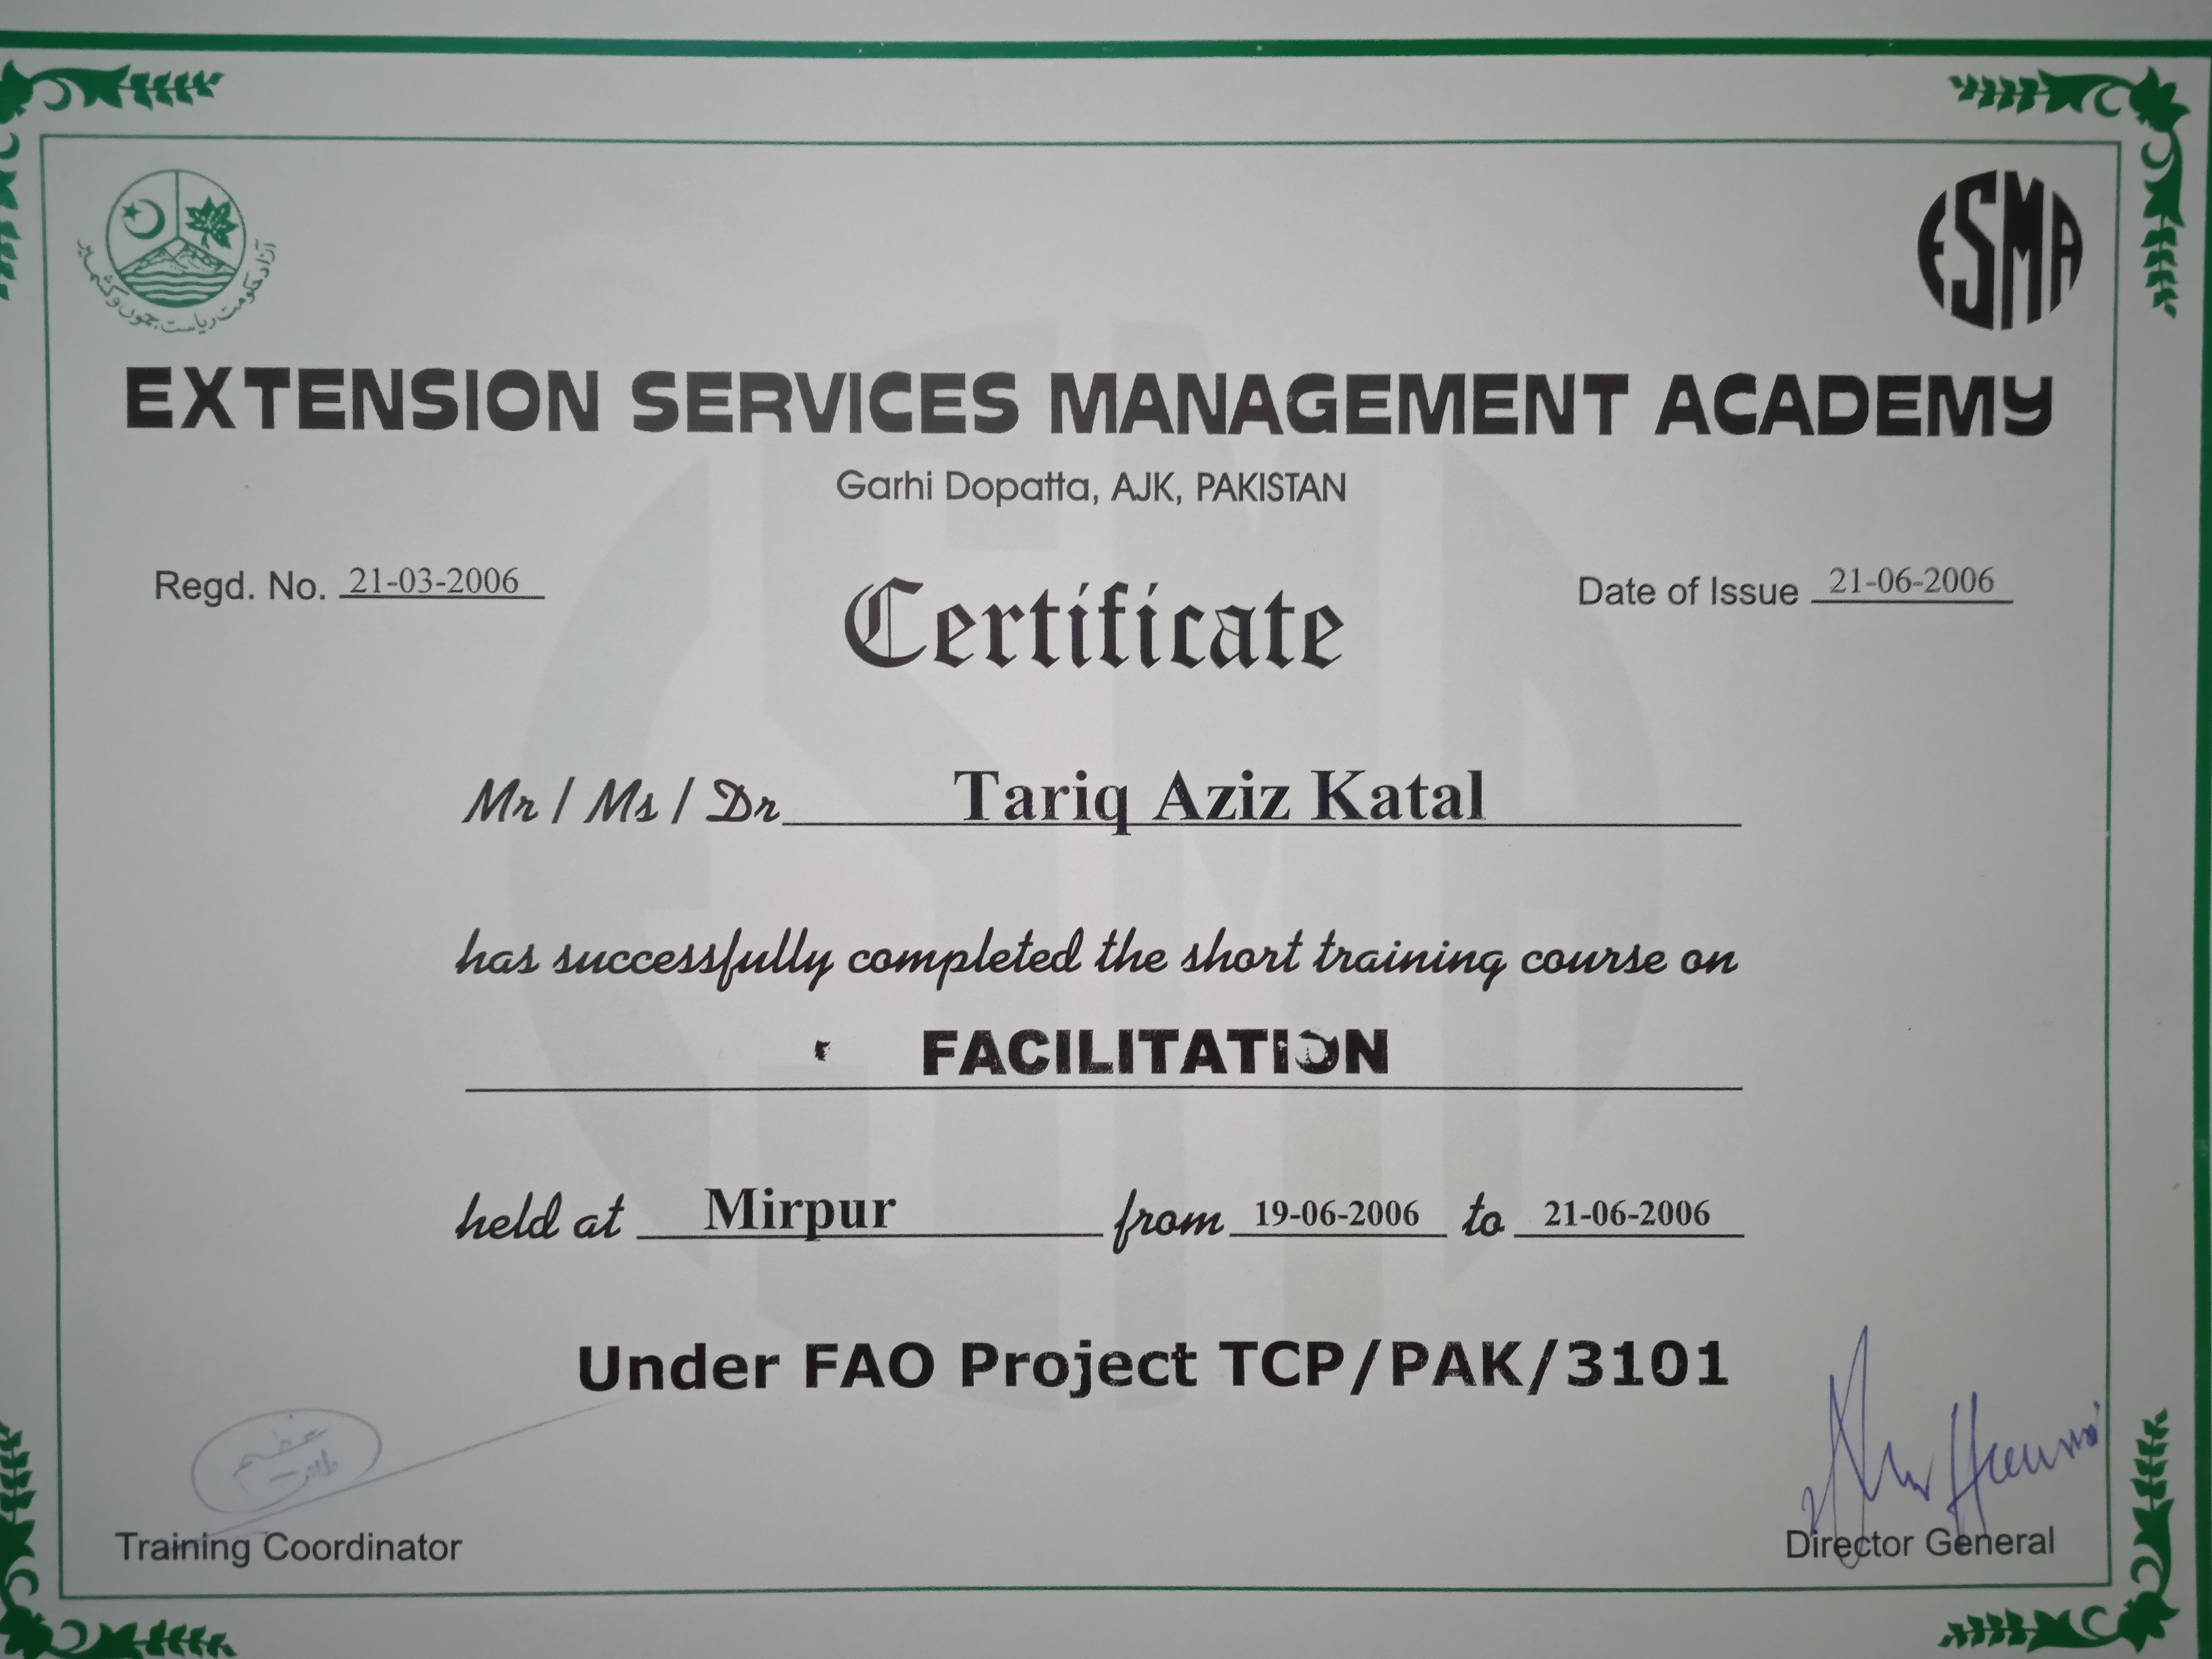 آزاد حکومت ریاست جموں و کشمیر
ESMA
EXTENSION SERVICES MANAGEMENT ACADEMY
Garhi Dopatta, AJK, PAKISTAN
Regd. No. 21-03-2006
Date of Issue 21-06-2006
Certificate
Mr / Ms / Dr Tariq Aziz Katal
has successfully completed the short training course on
FACILITATION
held at Mirpur from 19-06-2006 to 21-06-2006
Under FAO Project TCP/PAK/3101
Training Coordinator
Director General